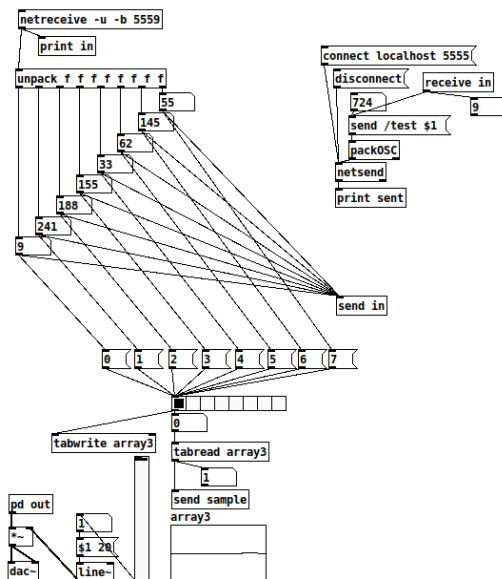 netreceive -u -b 5559
print in
connect localhost 5555
unpack f f f f f f f f
disconnect
receive in
55
724
9
145
send /test $1
62
packOSC
33
netsend
155
print sent
188
241
9
send in
0 1 2 3 4 5 6 7
0
tabwrite array3
tabread array3
1
send sample
pd out
array3
1
*~
$1 20
dac~
line~